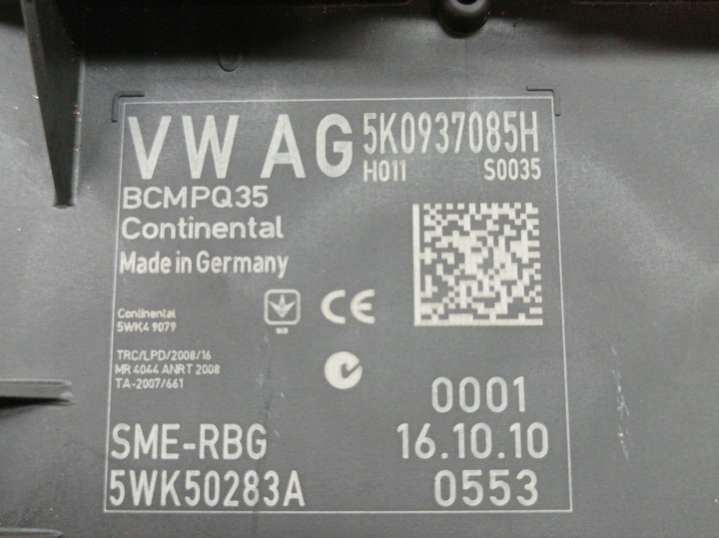 VW AG 5K0937085H
H011 S0035
BCMPQ35
Continental
Made in Germany
Continental
5WK4 9079
CE
TRC/LPD/2008/16
MR 4044 ANRT 2008
TA-2007/661
0001
SME-RBG 16.10.10
5WK50283A 0553